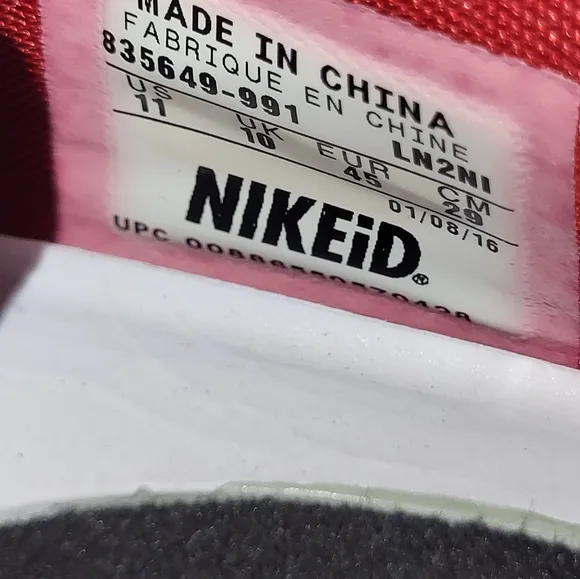 MADE IN CHINA
FABRIQUE EN CHINE
835649-991 LN2NI
US UK EUR CM
11 10 45 29
01/08/16
NIKEiD®
UPC